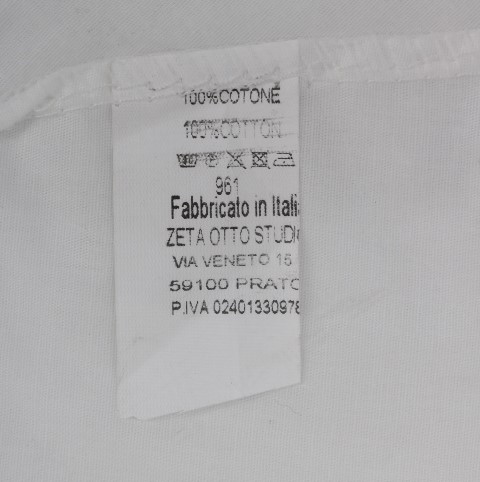 100%COTONE
100%COTTON
961
Fabbricato in Itali
ZETA OTTO STUDI
VIA VENETO 15
59100 PRATO
P.IVA 02401330978